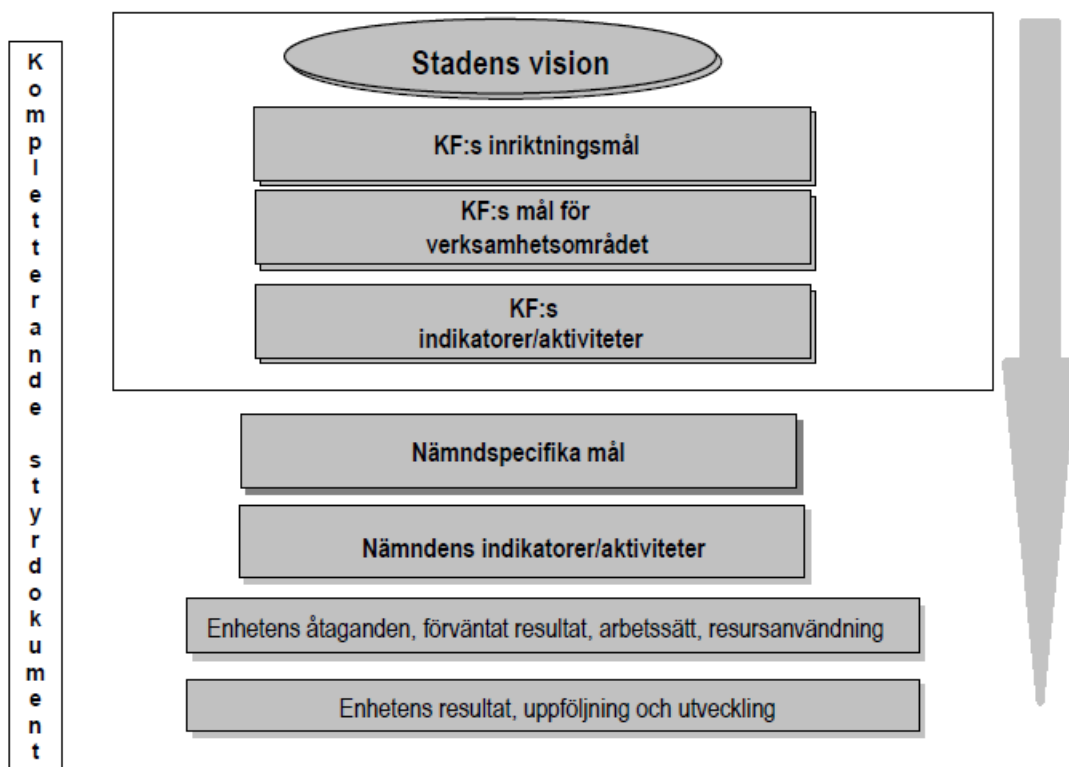 Kompletterande styrdokument
Stadens vision
KF:s inriktningsmål
KF:s mål för
verksamhetsområdet
KF:s
indikatorer/aktiviteter
Nämndspecifika mål
Nämndens indikatorer/aktiviteter
Enhetens åtaganden, förväntat resultat, arbetssätt, resursanvändning
Enhetens resultat, uppföljning och utveckling